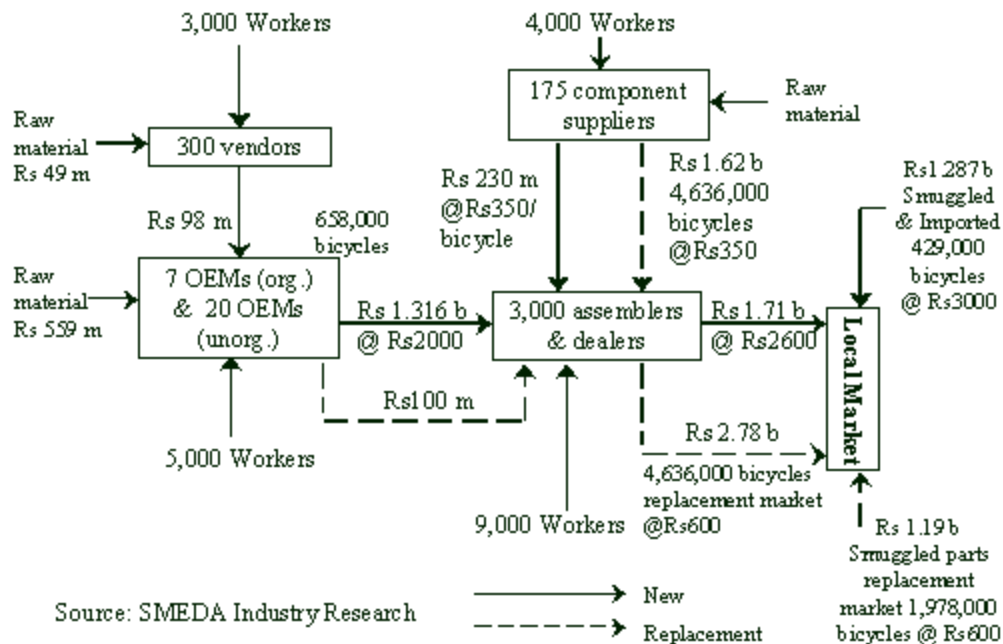 3,000 Workers
4,000 Workers
175 component
suppliers
Raw
material
Raw
material
Rs 49 m
300 vendors
Rs 98 m
658,000
bicycles
Rs 230 m
@Rs350/
bicycle
Rs 1.62 b
4,636,000
bicycles
@Rs350
Rs1.287 b
Smuggled
& Imported
429,000
bicycles
@ Rs3000
Raw
material
Rs 559 m
7 OEMs (org.)
& 20 OEMs
(unorg.)
Rs 1.316 b
@ Rs2000
3,000 assemblers
& dealers
Rs 1.71 b
@ Rs2600
Local Market
Rs100 m
5,000 Workers
9,000 Workers
Rs 2.78 b
4,636,000 bicycles
replacement market
@Rs600
Rs 1.19 b
Smuggled parts
replacement
market 1,978,000
bicycles @ Rs600
Source: SMEDA Industry Research
New
Replacement